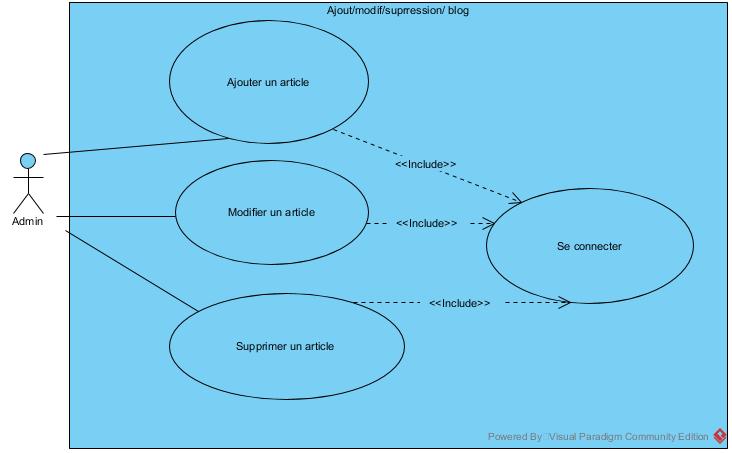 Ajout/modif/suprression/ blog
Ajouter un article
<<Include>>
Admin
Modifier un article
<<Include>>
Se connecter
<<Include>>
Supprimer un article
Powered By Visual Paradigm Community Edition